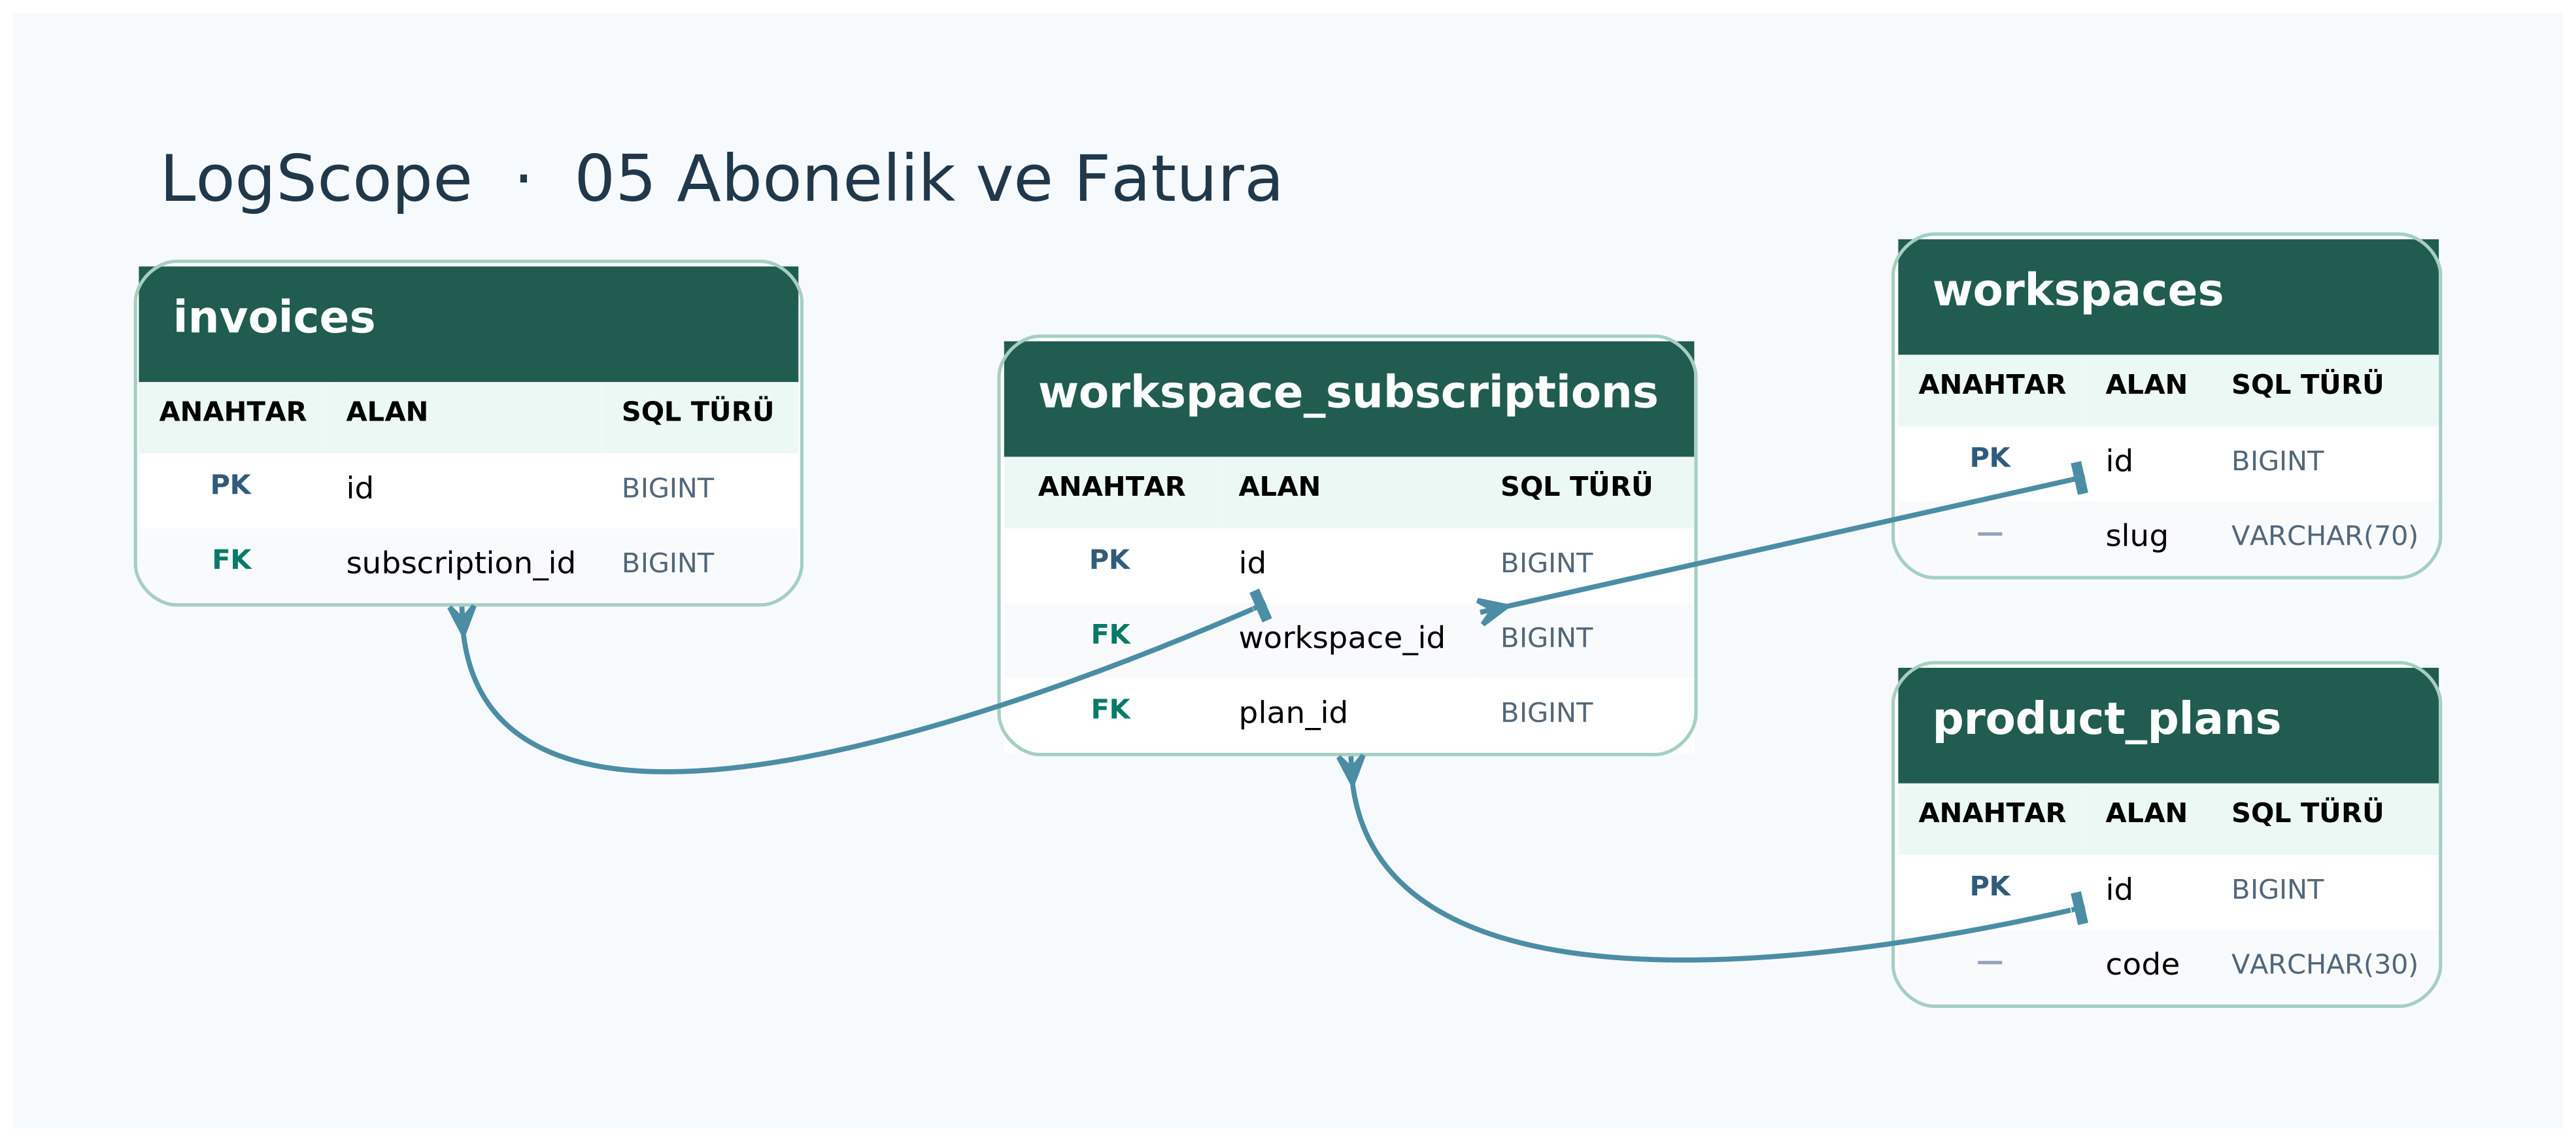 LogScope · 05 Abonelik ve Fatura
invoices
ANAHTAR ALAN SQL TÜRÜ
PK id BIGINT
FK subscription_id BIGINT
workspace_subscriptions
ANAHTAR ALAN SQL TÜRÜ
PK id BIGINT
FK workspace_id BIGINT
FK plan_id BIGINT
workspaces
ANAHTAR ALAN SQL TÜRÜ
PK id BIGINT
— slug VARCHAR(70)
product_plans
ANAHTAR ALAN SQL TÜRÜ
PK id BIGINT
— code VARCHAR(30)